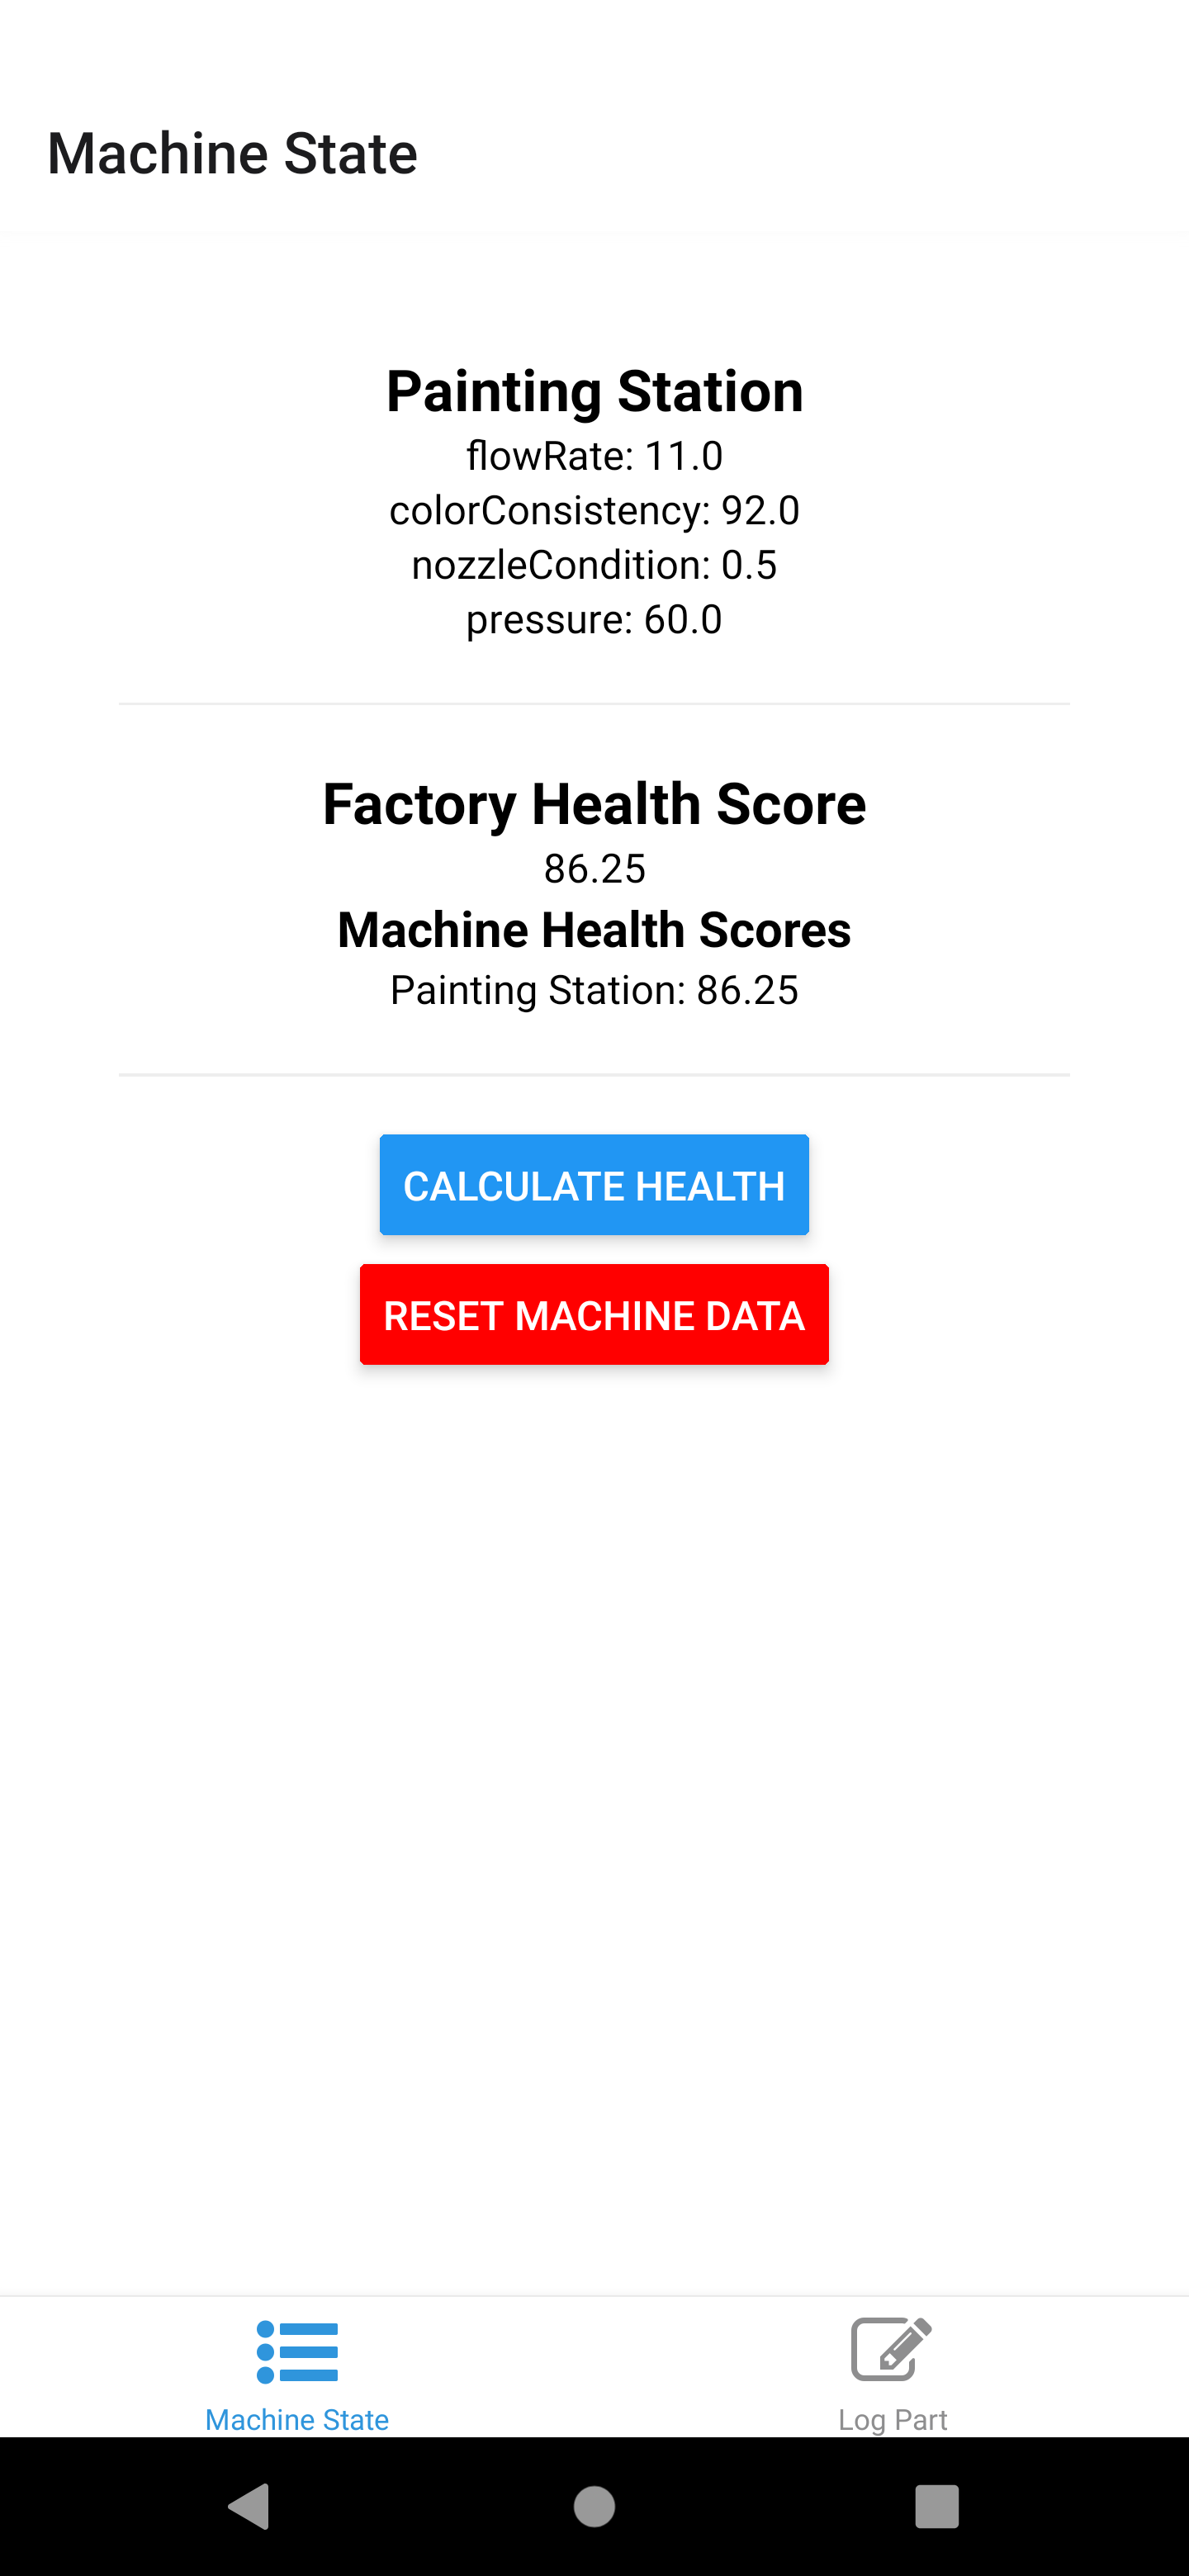 Machine State
Painting Station
flowRate: 11.0
colorConsistency: 92.0
nozzleCondition: 0.5
pressure: 60.0
Factory Health Score
86.25
Machine Health Scores
Painting Station: 86.25
CALCULATE HEALTH
RESET MACHINE DATA
Machine State
Log Part